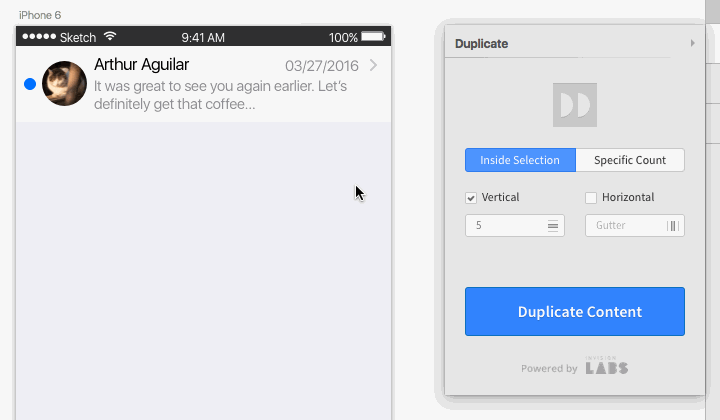 iPhone 6
Sketch 9:41 AM 100%
Arthur Aguilar 03/27/2016
It was great to see you again earlier. Let's
definitely get that coffee...
Duplicate
Inside Selection Specific Count
Vertical Horizontal
5 Gutter
Duplicate Content
Powered by INVISION LABS